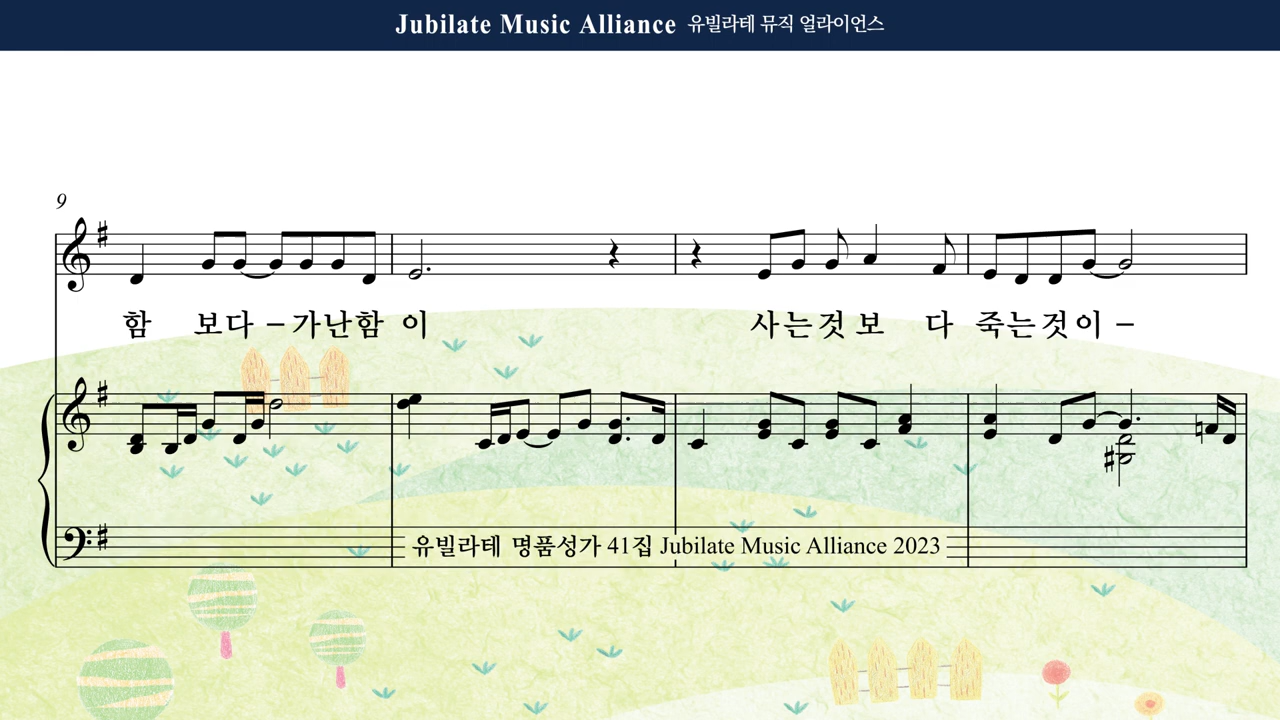 Jubilate Music Alliance 유빌라테 뮤직 얼라이언스
9
함 보다 - 가난함 이 사는것보 다 죽는것이 -
유빌라테 명품성가 41집 Jubilate Music Alliance 2023